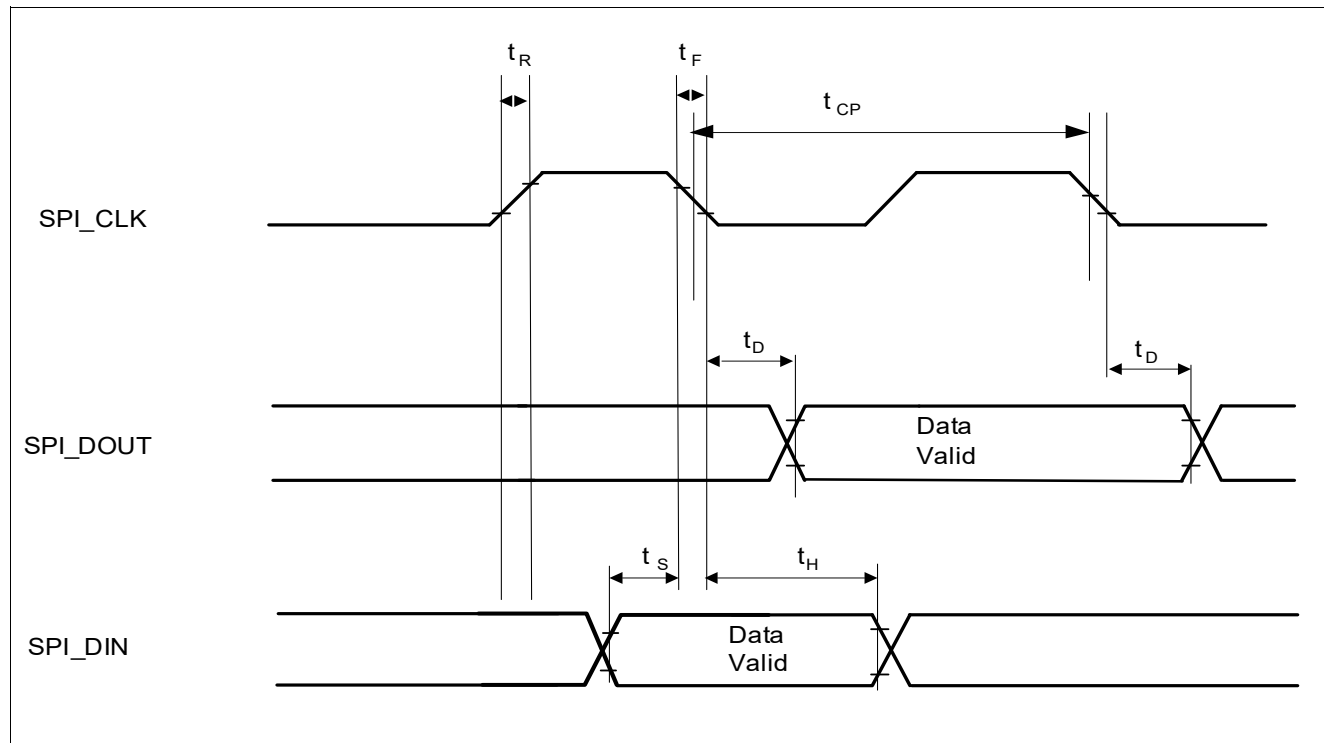 t R
t F
t CP
SPI_CLK
t D
t D
SPI_DOUT
Data
Valid
t S
t H
SPI_DIN
Data
Valid